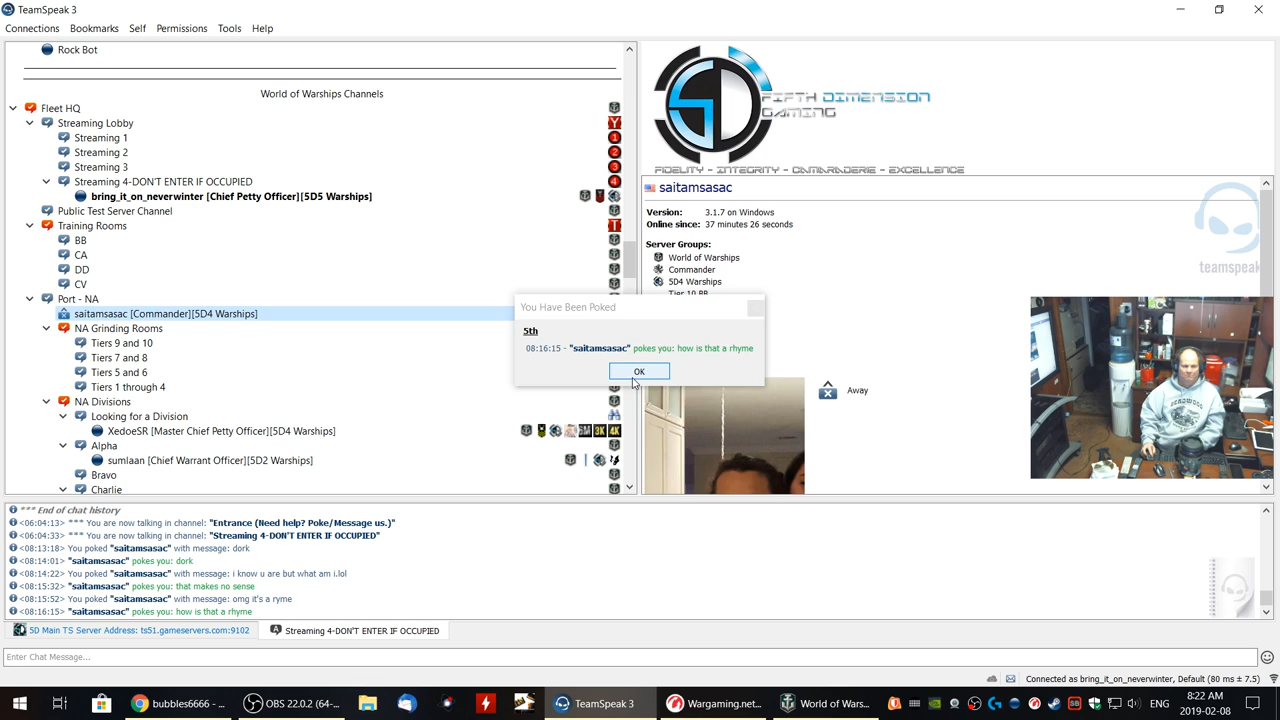 TeamSpeak 3
Connections Bookmarks Self Permissions Tools Help
Rock Bot
World of Warships Channels
Fleet HQ
Streaming Lobby
Streaming 1
Streaming 2
Streaming 3
Streaming 4-DON'T ENTER IF OCCUPIED
bring_it_on_neverwinter [Chief Petty Officer][5D5 Warships]
Public Test Server Channel
Training Rooms
BB
CA
DD
CV
Port - NA
saitamsasac [Commander][5D4 Warships]
NA Grinding Rooms
Tiers 9 and 10
Tiers 7 and 8
Tiers 5 and 6
Tiers 1 through 4
NA Divisions
Looking for a Division
XedoeSR [Master Chief Petty Officer][5D4 Warships]
Alpha
sumlaan [Chief Warrant Officer][5D2 Warships]
Bravo
Charlie
Y
1
2
3
4
T
3K 4K
FIFTH DIMENSION
GAMING
FIDELITY - INTEGRITY - CAMARADERIE - EXCELLENCE
saitamsasac
Version: 3.1.7 on Windows
Online since: 37 minutes 26 seconds
Server Groups:
World of Warships
Commander
5D4 Warships
Tier 10 BB
teamspeak
Away
You Have Been Poked
5th
08:16:15 - "saitamsasac" pokes you: how is that a rhyme
OK
*** End of chat history
<06:04:13> *** You are now talking in channel: "Entrance (Need help? Poke/Message us.)"
<06:04:33> *** You are now talking in channel: "Streaming 4-DON'T ENTER IF OCCUPIED"
<08:13:18> You poked "saitamsasac" with message: dork
<08:14:01> "saitamsasac" pokes you: dork
<08:14:22> You poked "saitamsasac" with message: i know u are but what am i.lol
<08:15:32> "saitamsasac" pokes you: that makes no sense
<08:15:52> You poked "saitamsasac" with message: omg it's a ryme
<08:16:15> "saitamsasac" pokes you: how is that a rhyme
5D Main TS Server Address: ts51.gameservers.com:9102 Streaming 4-DON'T ENTER IF OCCUPIED
Enter Chat Message...
Connected as bring_it_on_neverwinter (80 ms ± 7.5)
bubbles6666 - ... OBS 22.0.2 (64-... TeamSpeak 3 Wargaming.net... World of Wars...
ENG
8:22 AM
2019-02-08